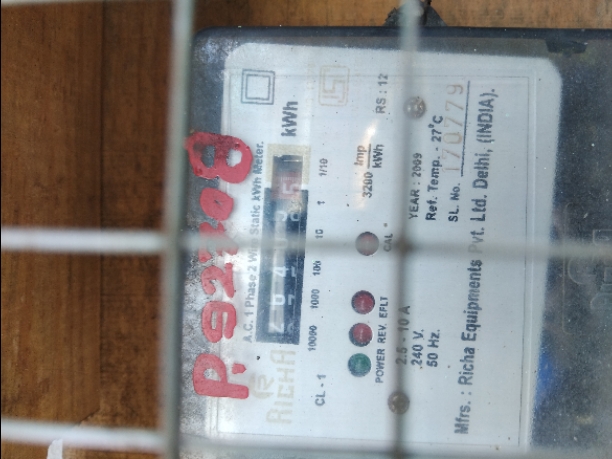 P.S2708
A.C. 1 Phase 2 Wire Static kWh Meter.
kWh
10000 1000 100 10 1 1/10
RICHA
CL - 1
3200 Imp/kWh
RS : 12
CAL
POWER REV. EFLT
2.5 - 10 A
240 V.
50 Hz.
YEAR : 2009
Ref. Temp. - 27°C
SL. No. 170779
Mfrs. : Richa Equipments Pvt. Ltd. Delhi, (INDIA).